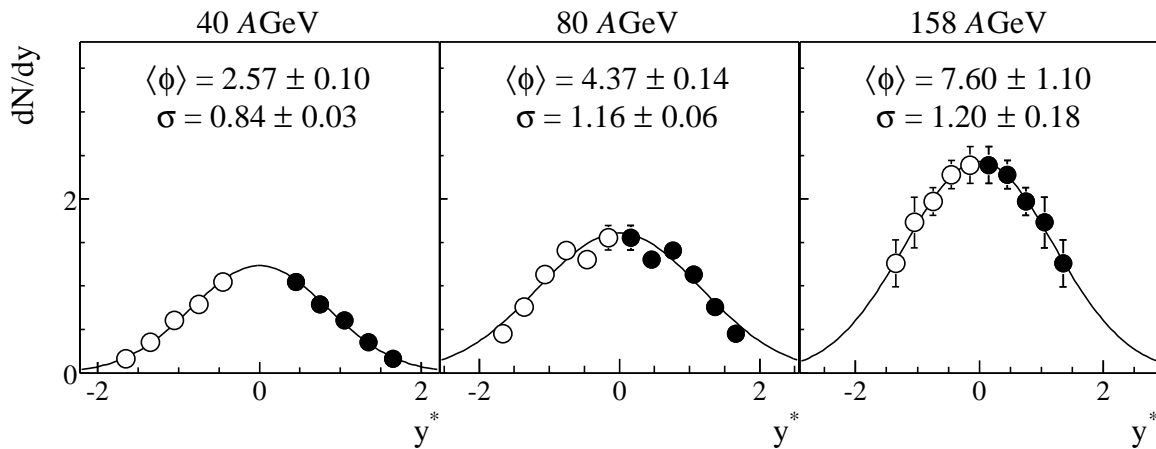 40 AGeV
80 AGeV
158 AGeV
dN/dy
⟨ϕ⟩ = 2.57 ± 0.10
σ = 0.84 ± 0.03
⟨ϕ⟩ = 4.37 ± 0.14
σ = 1.16 ± 0.06
⟨ϕ⟩ = 7.60 ± 1.10
σ = 1.20 ± 0.18
2
0
-2 0 2
-2 0 2
-2 0 2
y*
y*
y*